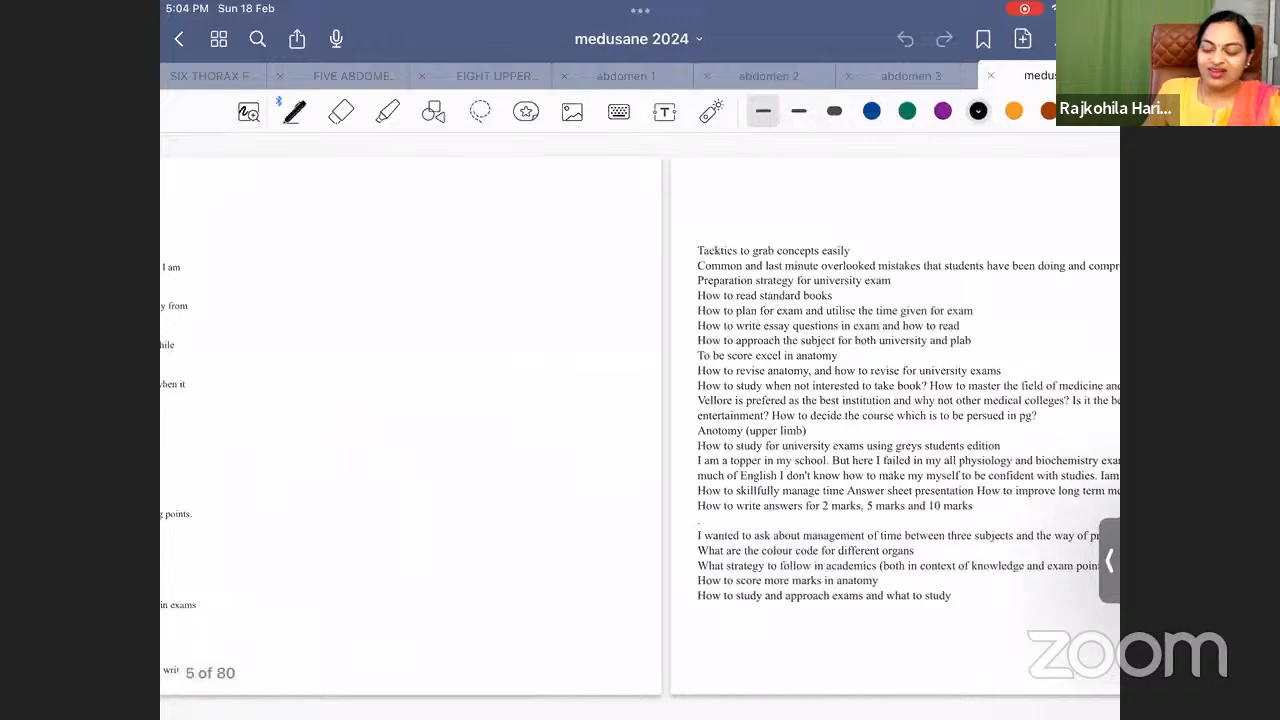 5:04 PM Sun 18 Feb
medusane 2024
SIX THORAX F...
FIVE ABDOME...
EIGHT UPPER...
abdomen 1
abdomen 2
abdomen 3
medus
Rajkohila Hari...
I am
y from
hile
when it
g points.
in exams
writ
5 of 80
Tacktics to grab concepts easily
Common and last minute overlooked mistakes that students have been doing and compr
Preparation strategy for university exam
How to read standard books
How to plan for exam and utilise the time given for exam
How to write essay questions in exam and how to read
How to approach the subject for both university and plab
To be score excel in anatomy
How to revise anatomy, and how to revise for university exams
How to study when not interested to take book? How to master the field of medicine and
Vellore is prefered as the best institution and why not other medical colleges? Is it the be
entertainment? How to decide the course which is to be persued in pg?
Anotomy (upper limb)
How to study for university exams using greys students edition
I am a topper in my school. But here I failed in my all physiology and biochemistry exa
much of English I don't know how to make my myself to be confident with studies. Iam
How to skillfully manage time Answer sheet presentation How to improve long term me
How to write answers for 2 marks, 5 marks and 10 marks
.
I wanted to ask about management of time between three subjects and the way of pr
What are the colour code for different organs
What strategy to follow in academics (both in context of knowledge and exam poin
How to score more marks in anatomy
How to study and approach exams and what to study
zoom